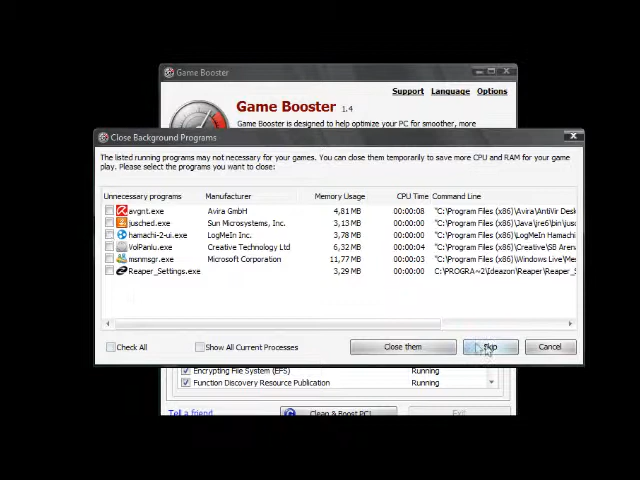 Game Booster
Support Language Options
Game Booster 1.4
Game Booster is designed to help optimize your PC for smoother, more
Close Background Programs
The listed running programs may not necessary for your games. You can close them temporarily to save more CPU and RAM for your game
play. Please select the programs you want to close:
Unnecessary programs Manufacturer Memory Usage CPU Time Command Line
avgnt.exe Avira GmbH 4,81 MB 00:00:08 "C:\Program Files (x86)\Avira\AntiVir Desk
jusched.exe Sun Microsystems, Inc. 3,13 MB 00:00:00 "C:\Program Files (x86)\Java\jre6\bin\jusc
hamachi-2-ui.exe LogMeIn, Inc. 3,78 MB 00:00:00 "C:\Program Files (x86)\LogMeIn Hamachi
VolPanlu.exe Creative Technology Ltd 6,32 MB 00:00:04 "C:\Program Files (x86)\Creative\SB Arena
msnmsgr.exe Microsoft Corporation 11,77 MB 00:00:00 "C:\Program Files (x86)\Windows Live\Mes
Reaper_Settings.exe 3,29 MB 00:00:00 C:\PROGRA~2\Ideazon\Reaper\Reaper_S
Check All Show All Current Processes Close them Skip Cancel
Encrypting File System (EFS) Running
Function Discovery Resource Publication Running
Tell a friend Clean & Boost PC! Exit